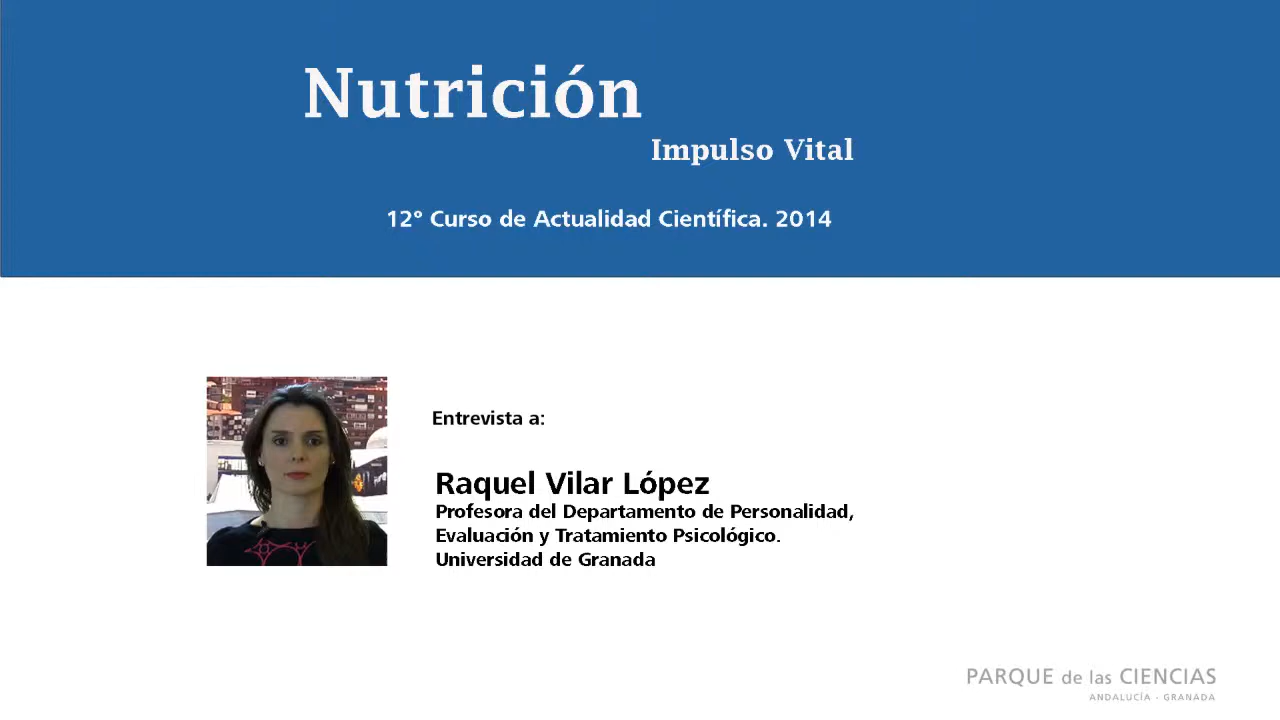 Nutrición
Impulso Vital
12º Curso de Actualidad Científica. 2014
Entrevista a:
Raquel Vilar López
Profesora del Departamento de Personalidad,
Evaluación y Tratamiento Psicológico.
Universidad de Granada
PARQUE de las CIENCIAS
ANDALUCÍA - GRANADA